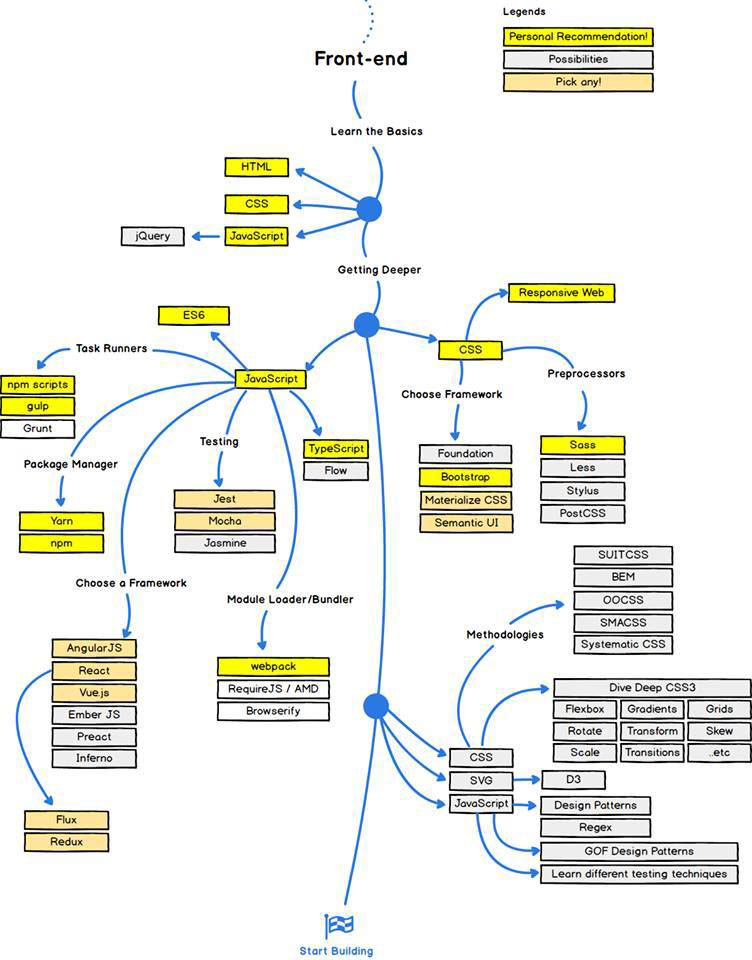 Legends
Personal Recommendation!
Possibilities
Pick any!
Front-end
Learn the Basics
HTML
CSS
JavaScript
jQuery
Getting Deeper
ES6
Responsive Web
Task Runners
JavaScript
CSS
npm scripts
gulp
Grunt
Preprocessors
Choose Framework
Testing
TypeScript
Flow
Foundation
Bootstrap
Materialize CSS
Semantic UI
Sass
Less
Stylus
PostCSS
Package Manager
Yarn
npm
Jest
Mocha
Jasmine
Choose a Framework
Module Loader/Bundler
AngularJS
React
Vue.js
Ember JS
Preact
Inferno
webpack
RequireJS / AMD
Browserify
Flux
Redux
Methodologies
SUITCSS
BEM
OOCSS
SMACSS
Systematic CSS
Dive Deep CSS3
Flexbox Gradients Grids
Rotate Transform Skew
Scale Transitions ..etc
CSS
SVG
D3
JavaScript
Design Patterns
Regex
GOF Design Patterns
Learn different testing techniques
Start Building